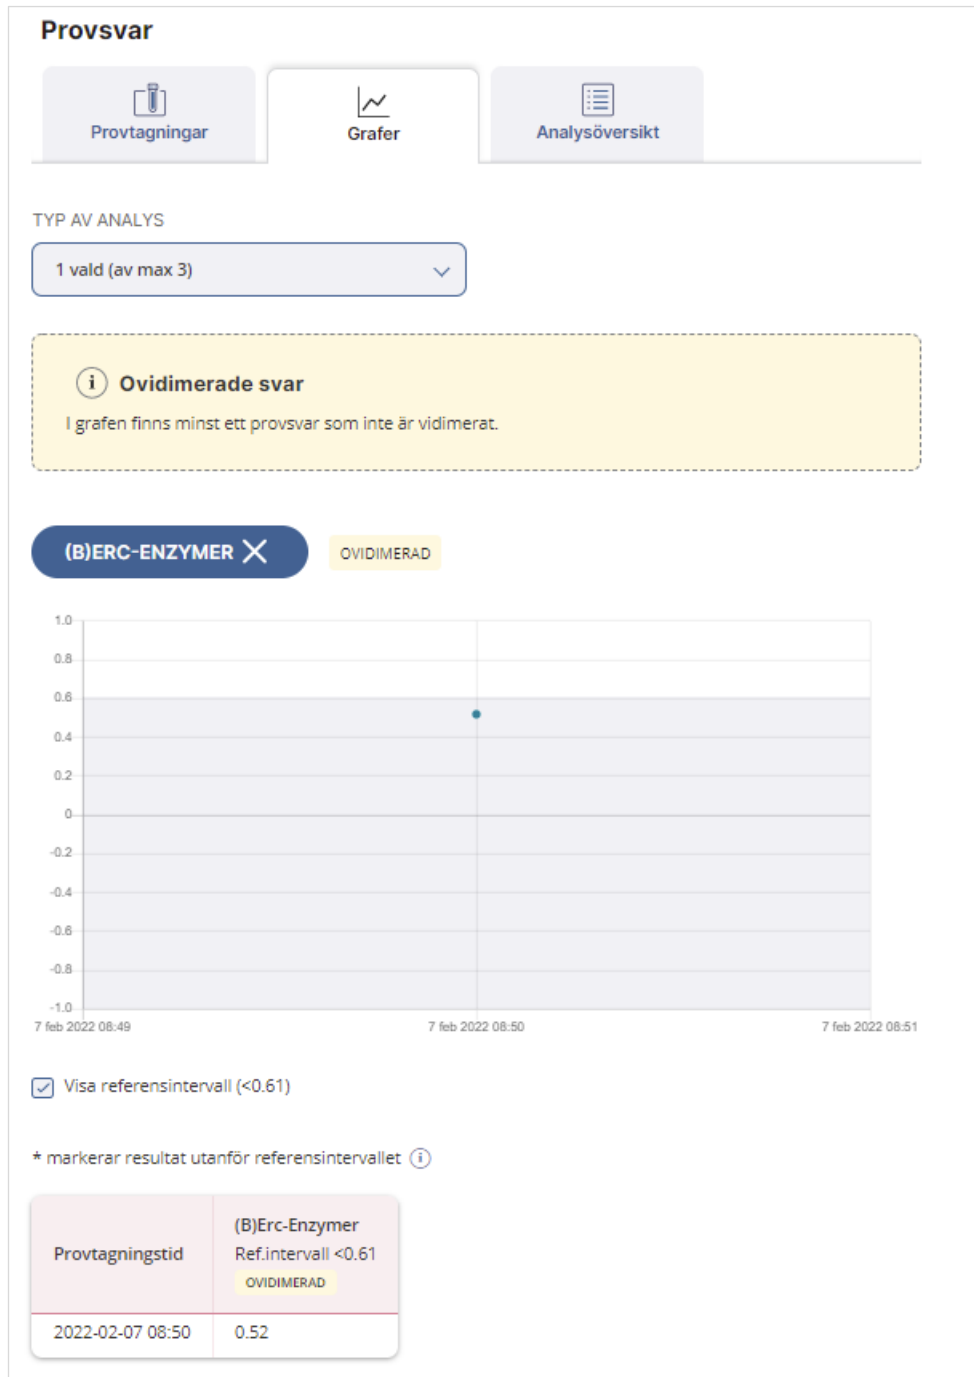 Provsvar
Provtagningar
Grafer
Analysöversikt
TYP AV ANALYS
1 vald (av max 3)
i Ovidimerade svar
I grafen finns minst ett provsvar som inte är vidimerat.
(B)ERC-ENZYMER
OVIDIMERAD
1.0
0.8
0.6
0.4
0.2
0
-0.2
-0.4
-0.6
-0.8
-1.0
7 feb 2022 08:49
7 feb 2022 08:50
7 feb 2022 08:51
Visa referensintervall (<0.61)
* markerar resultat utanför referensintervallet i
Provtagningstid
(B)Erc-Enzymer
Ref.intervall <0.61
OVIDIMERAD
2022-02-07 08:50
0.52